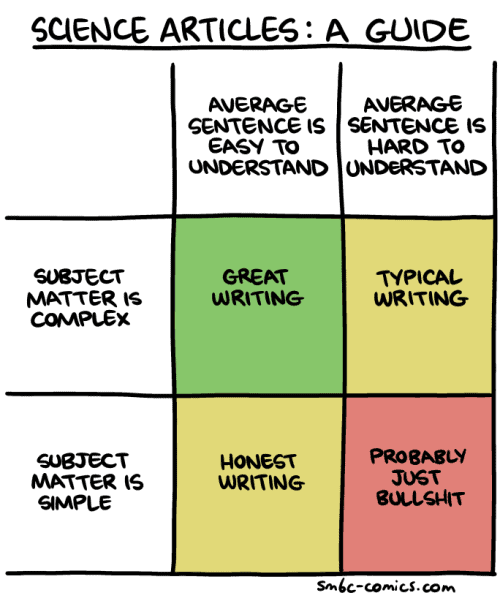 SCIENCE ARTICLES: A GUIDE
AVERAGE
SENTENCE IS
EASY TO
UNDERSTAND
AVERAGE
SENTENCE IS
HARD TO
UNDERSTAND
SUBJECT
MATTER IS
COMPLEX
GREAT
WRITING
TYPICAL
WRITING
SUBJECT
MATTER IS
SIMPLE
HONEST
WRITING
PROBABLY
JUST
BULLSHIT
smbc-comics.com